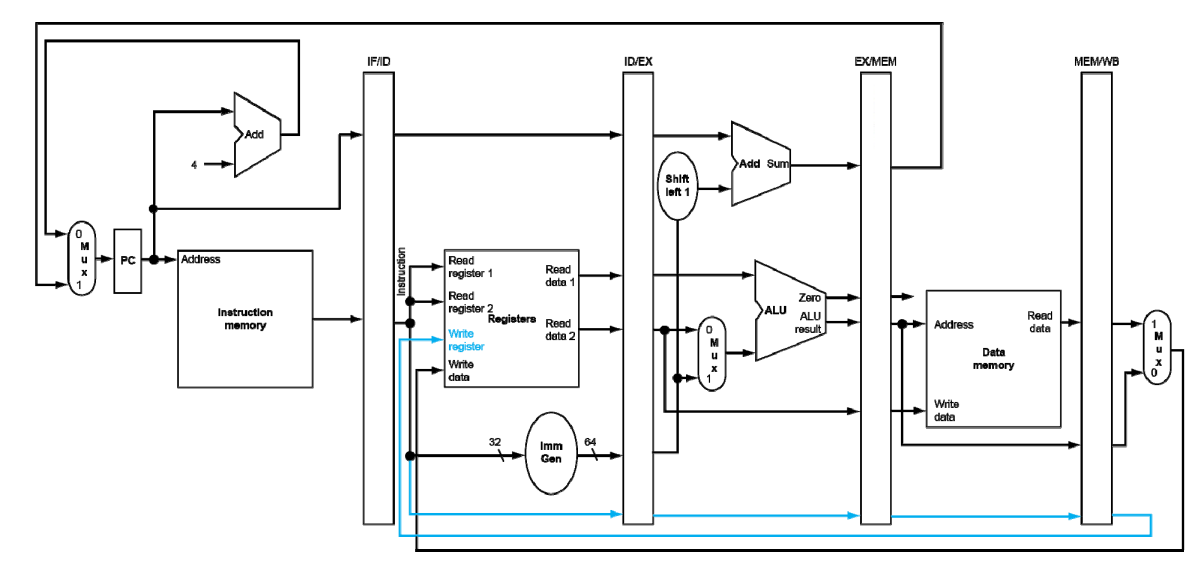 IF/ID
ID/EX
EX/MEM
MEM/WB
Add
4
Add Sum
Shift
left 1
0
M
u
x
1
PC
Address
Instruction
memory
Instruction
Read
register 1
Read
register 2
Write
register
Write
data
Registers
Read
data 1
Read
data 2
0
M
u
x
1
Zero
ALU
ALU
result
Address
Read
data
Data
memory
Write
data
1
M
u
x
0
32
Imm
Gen
64